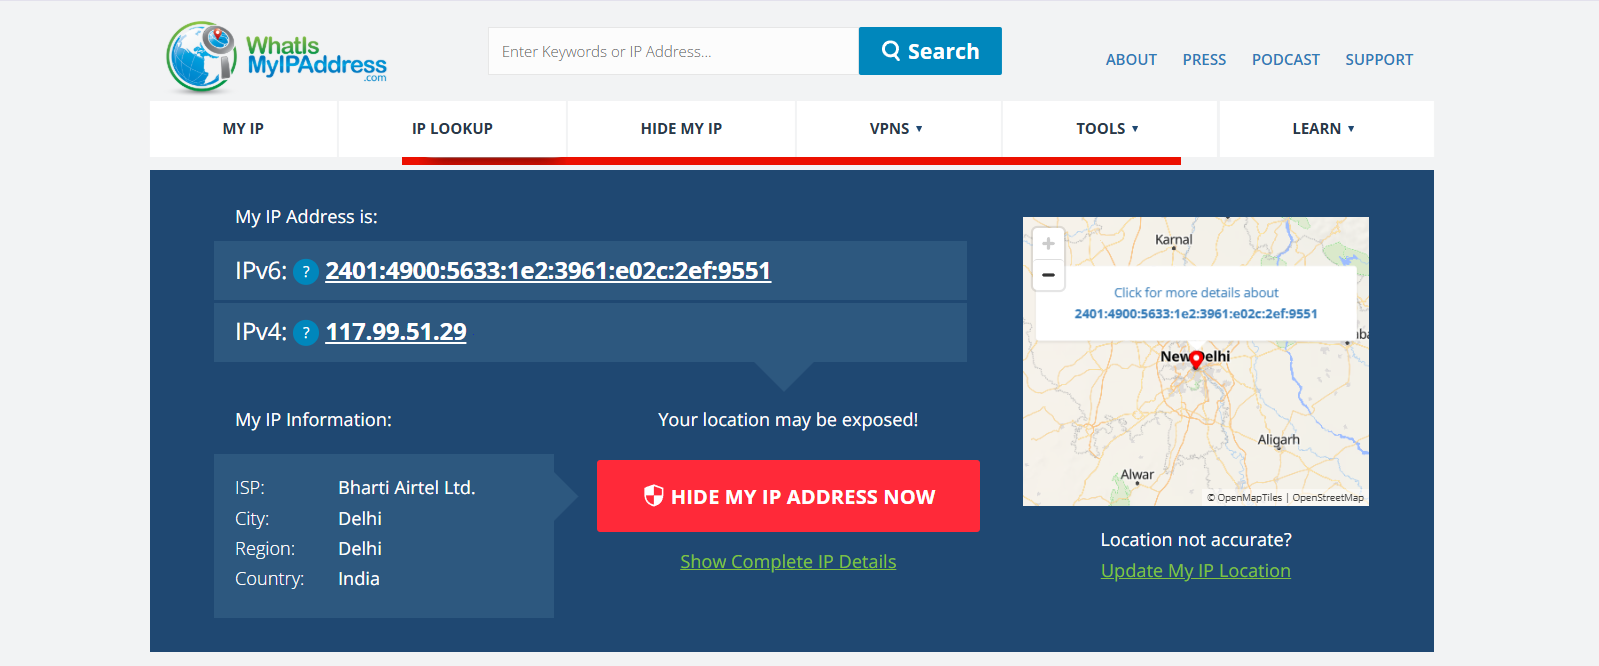 WhatIs
MyIPAddress
.com
Enter Keywords or IP Address...
Search
ABOUT PRESS PODCAST SUPPORT
MY IP IP LOOKUP HIDE MY IP VPNS ▾ TOOLS ▾ LEARN ▾
My IP Address is:
IPv6: ? 2401:4900:5633:1e2:3961:e02c:2ef:9551
IPv4: ? 117.99.51.29
My IP Information:
ISP: Bharti Airtel Ltd.
City: Delhi
Region: Delhi
Country: India
Your location may be exposed!
HIDE MY IP ADDRESS NOW
Show Complete IP Details
Karnal
+
−
Click for more details about
2401:4900:5633:1e2:3961:e02c:2ef:9551
Aligarh
Alwar
© OpenMapTiles | OpenStreetMap
Location not accurate?
Update My IP Location